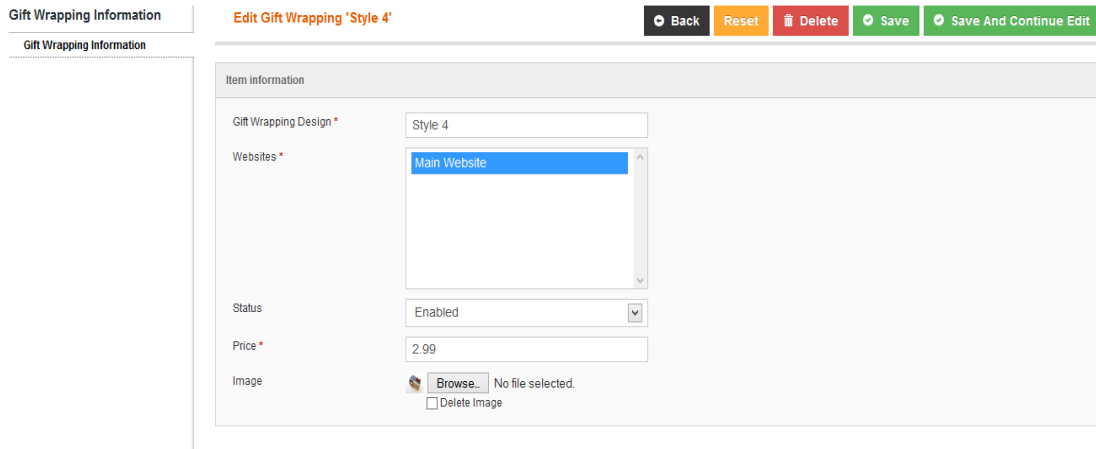 Gift Wrapping Information
Gift Wrapping Information
Edit Gift Wrapping 'Style 4'
Back
Reset
Delete
Save
Save And Continue Edit
Item information
Gift Wrapping Design *
Style 4
Websites *
Main Website
Status
Enabled
Price *
2.99
Image
Browse..
No file selected.
Delete Image